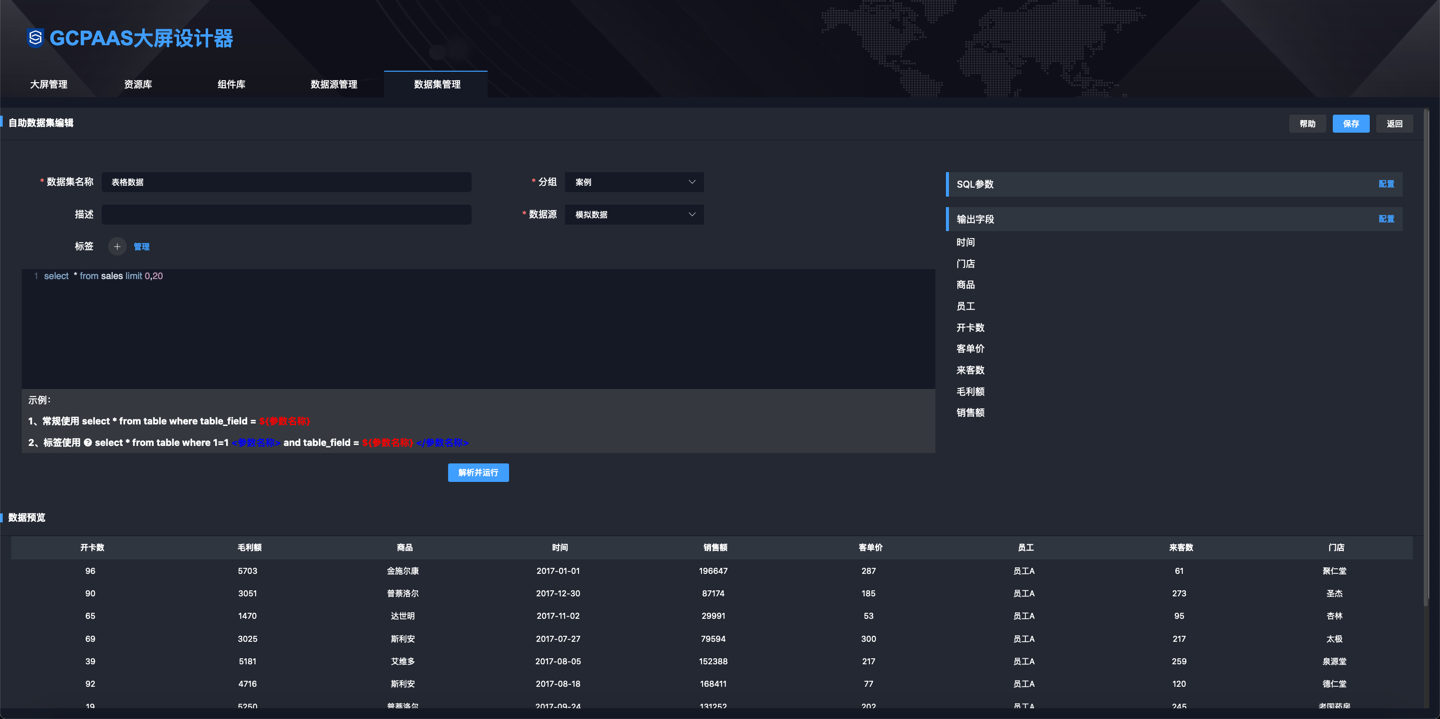 GCPAAS大屏设计器
大屏管理 资源库 组件库 数据源管理 数据集管理
自助数据集编辑 帮助 保存 返回
* 数据集名称 表格数据 * 分组 案例
描述 * 数据源 模拟数据
标签 + 管理
1 select * from sales limit 0,20
示例：
1、常规使用 select * from table where table_field = ${参数名称}
2、标签使用 ? select * from table where 1=1 <参数名称> and table_field = ${参数名称} </参数名称>
解析并运行
SQL参数 配置
输出字段 配置
时间
门店
商品
员工
开卡数
客单价
来客数
毛利额
销售额
数据预览
开卡数 毛利额 商品 时间 销售额 客单价 员工 来客数 门店
96 5703 金施尔康 2017-01-01 196647 287 员工A 61 聚仁堂
90 3051 普萘洛尔 2017-12-30 87174 185 员工A 273 圣杰
65 1470 达世明 2017-11-02 29991 53 员工A 95 杏林
69 3025 斯利安 2017-07-27 79594 300 员工A 217 太极
39 5181 艾维多 2017-08-05 152388 217 员工A 259 泉源堂
92 4716 斯利安 2017-08-18 168411 77 员工A 120 德仁堂
19 5250 普萘洛尔 2017-09-24 131252 202 员工A 245 老国药房